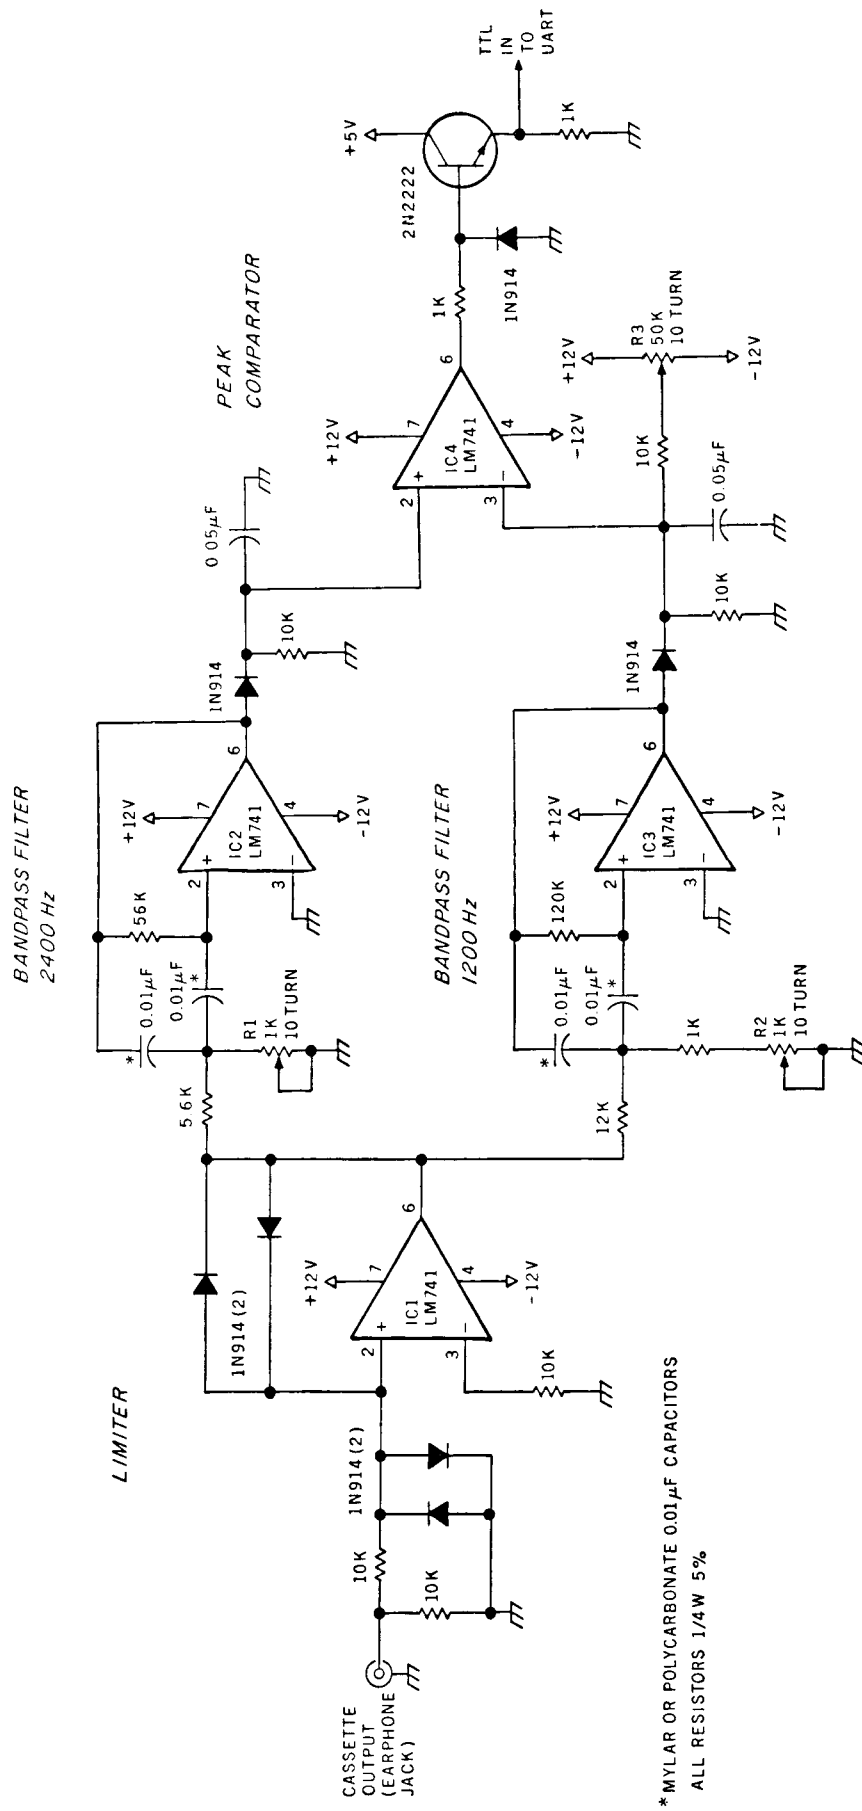 LIMITER
BANDPASS FILTER
2400 Hz
PEAK
COMPARATOR
BANDPASS FILTER
1200 Hz
CASSETTE
OUTPUT
(EARPHONE
JACK)
10K
10K
1N914 (2)
1N914 (2)
2
+
3
−
IC1
LM741
7
+12V
4
-12V
6
10K
5.6K
*
0.01µF
0.01µF
*
R1
1K
10 TURN
56K
2
+
3
−
IC2
LM741
7
+12V
4
-12V
6
1N914
10K
0.05µF
12K
*
0.01µF
0.01µF
*
1K
R2
1K
10 TURN
120K
2
+
3
−
IC3
LM741
7
+12V
4
-12V
6
1N914
10K
0.05µF
10K
+12V
R3
50K
10 TURN
-12V
2
+
3
−
IC4
LM741
7
+12V
4
-12V
6
1K
1N914
2N2222
+5V
1K
TTL
IN
TO
UART
*MYLAR OR POLYCARBONATE 0.01µF CAPACITORS
ALL RESISTORS 1/4W 5%